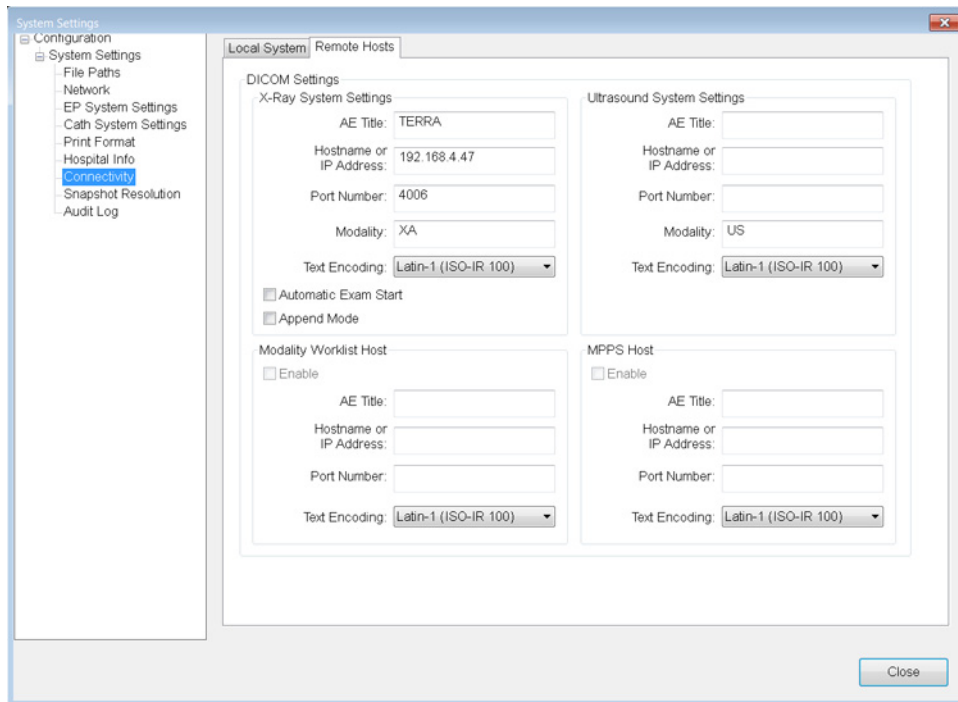 System Settings
Configuration
System Settings
File Paths
Network
EP System Settings
Cath System Settings
Print Format
Hospital Info
Connectivity
Snapshot Resolution
Audit Log
Local System
Remote Hosts
DICOM Settings
X-Ray System Settings
AE Title: TERRA
Hostname or
IP Address: 192.168.4.47
Port Number: 4006
Modality: XA
Text Encoding: Latin-1 (ISO-IR 100)
Automatic Exam Start
Append Mode
Ultrasound System Settings
AE Title:
Hostname or
IP Address:
Port Number:
Modality: US
Text Encoding: Latin-1 (ISO-IR 100)
Modality Worklist Host
Enable
AE Title:
Hostname or
IP Address:
Port Number:
Text Encoding: Latin-1 (ISO-IR 100)
MPPS Host
Enable
AE Title:
Hostname or
IP Address:
Port Number:
Text Encoding: Latin-1 (ISO-IR 100)
Close